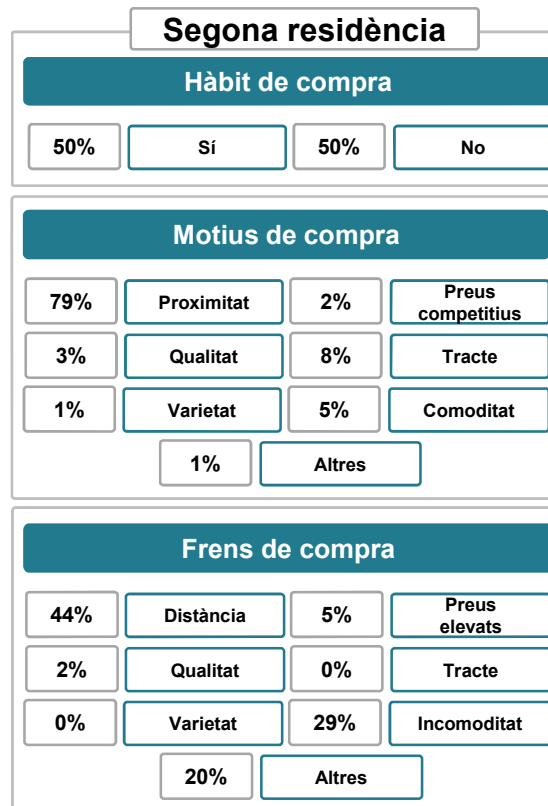 Segona residència
Hàbit de compra
50% Sí 50% No
Motius de compra
79% Proximitat 2% Preus
competitius
3% Qualitat 8% Tracte
1% Varietat 5% Comoditat
1% Altres
Frens de compra
44% Distància 5% Preus
elevats
2% Qualitat 0% Tracte
0% Varietat 29% Incomoditat
20% Altres